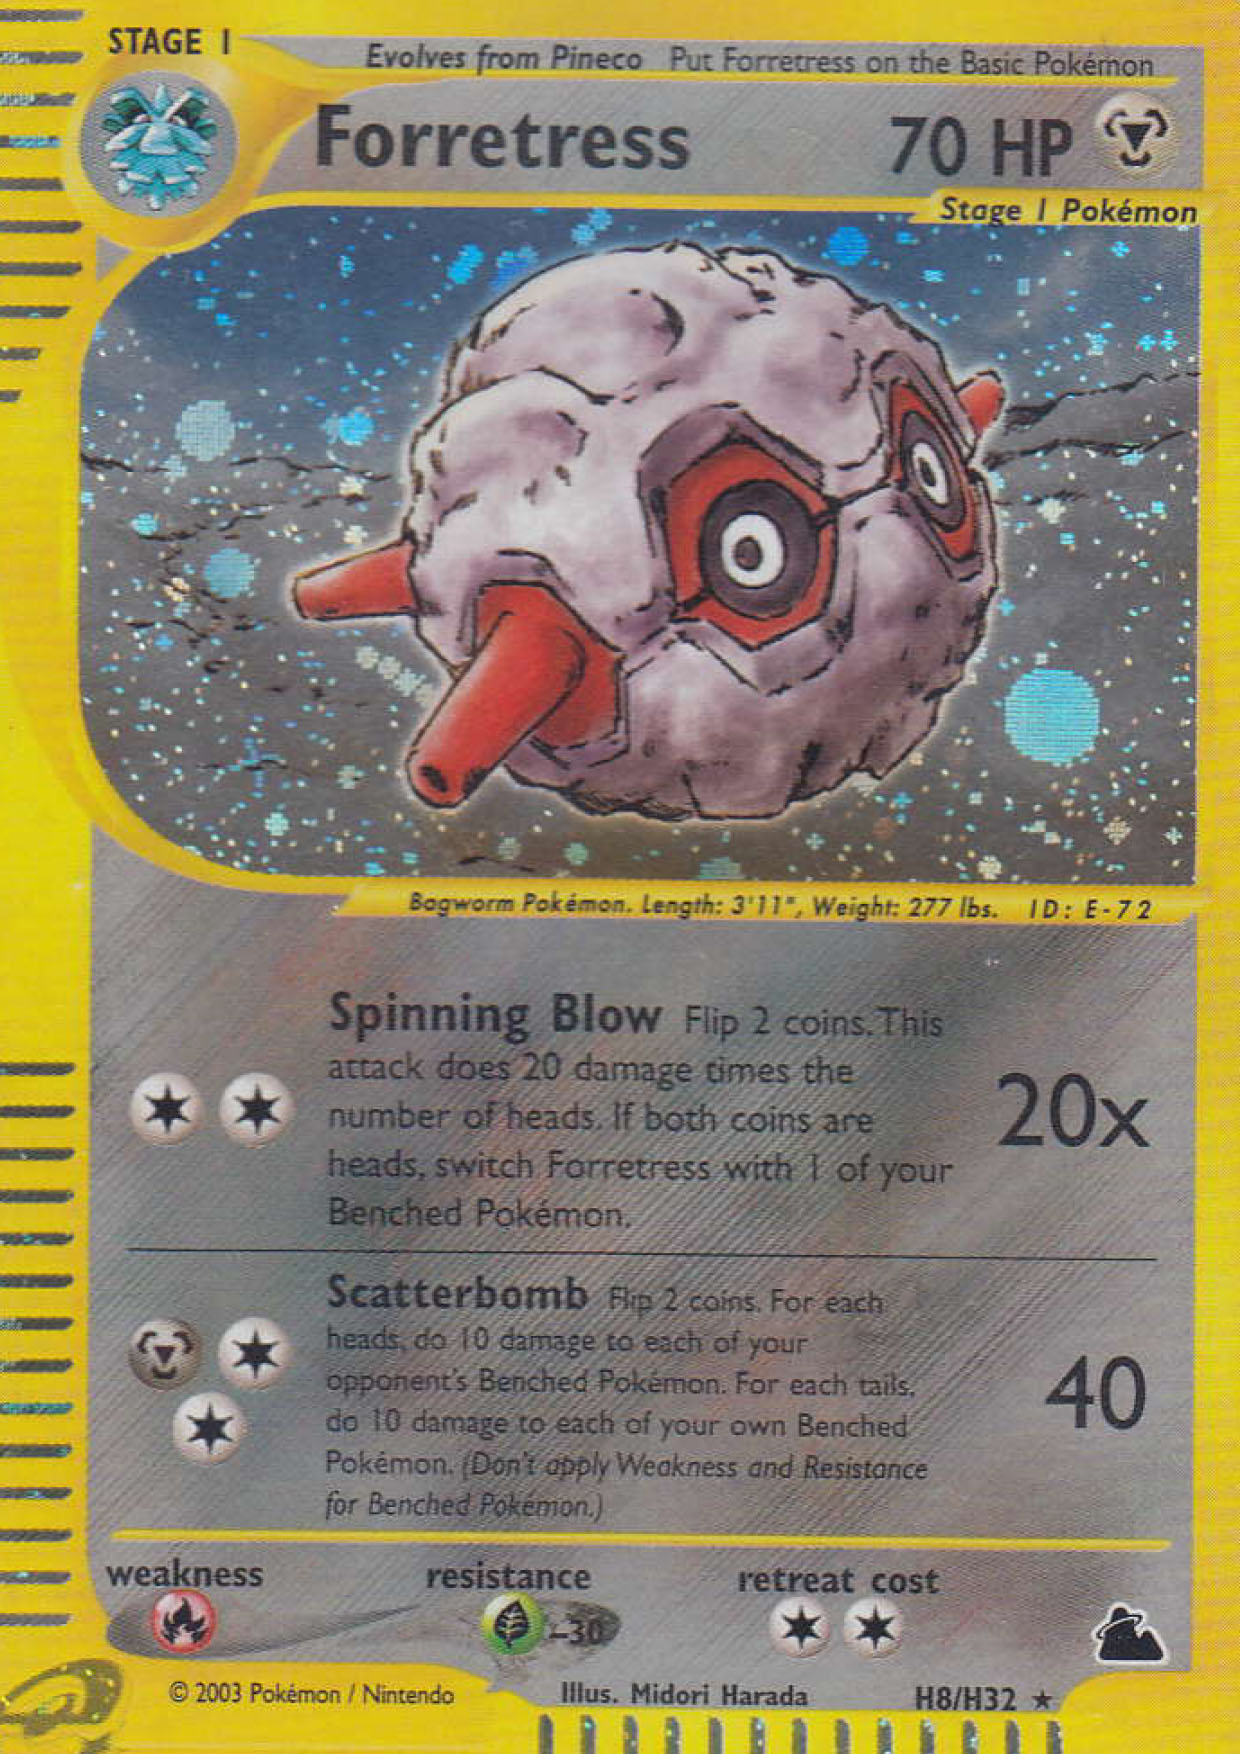 STAGE 1
Evolves from Pineco Put Forretress on the Basic Pokémon
Forretress 70 HP
Stage 1 Pokémon
Bagworm Pokémon. Length: 3'11", Weight: 277 lbs. ID: E-72
Spinning Blow Flip 2 coins. This
attack does 20 damage times the
number of heads. If both coins are
heads, switch Forretress with 1 of your
Benched Pokémon.
20x
Scatterbomb Flip 2 coins. For each
heads, do 10 damage to each of your
opponent's Benched Pokémon. For each tails,
do 10 damage to each of your own Benched
Pokémon. (Don't apply Weakness and Resistance
for Benched Pokémon.)
40
weakness resistance retreat cost
-30
© 2003 Pokémon / Nintendo Illus. Midori Harada H8/H32 ★